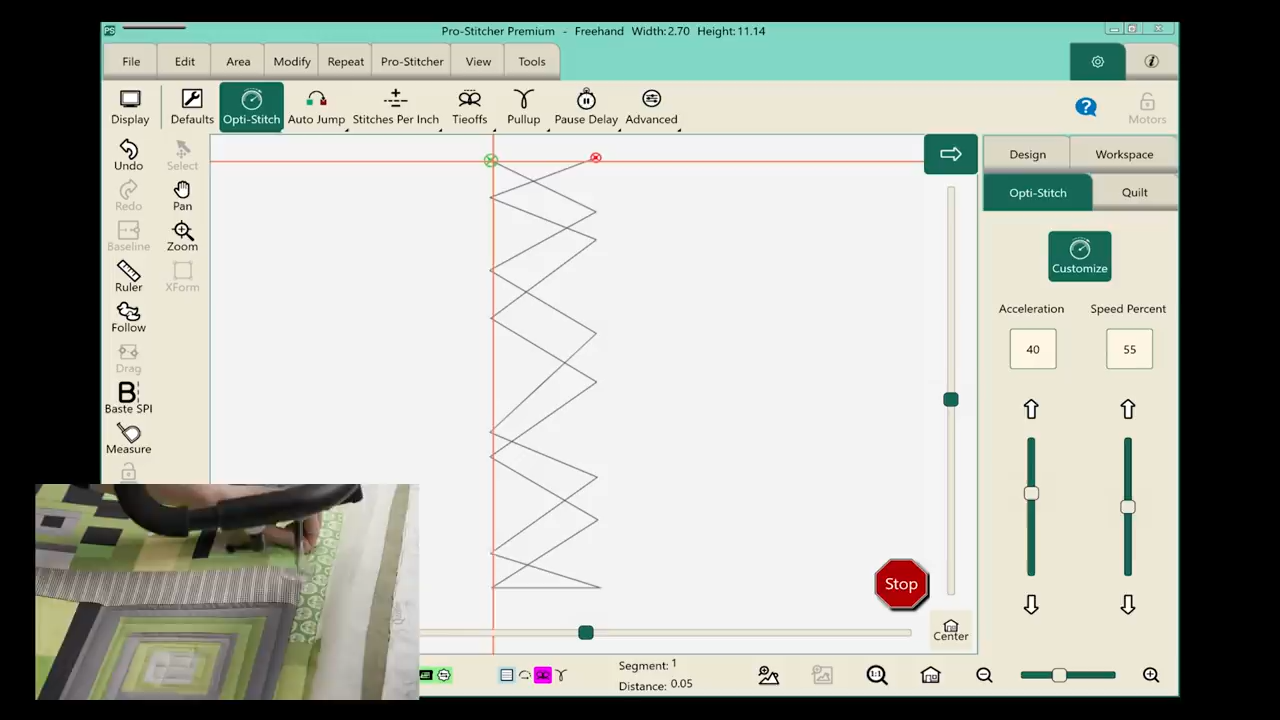 PS Pro-Stitcher Premium - Freehand Width:2.70 Height:11.14
File Edit Area Modify Repeat Pro-Stitcher View Tools
Display Defaults Opti-Stitch Auto Jump Stitches Per Inch Tieoffs Pullup Pause Delay Advanced Motors
Undo Select
Design Workspace
Redo Pan
Opti-Stitch Quilt
Baseline Zoom
Customize
Ruler XForm
Acceleration Speed Percent
Follow
40 55
Drag
B
Baste SPI
Measure
Stop
Center
1:1
Segment: 1
Distance: 0.05